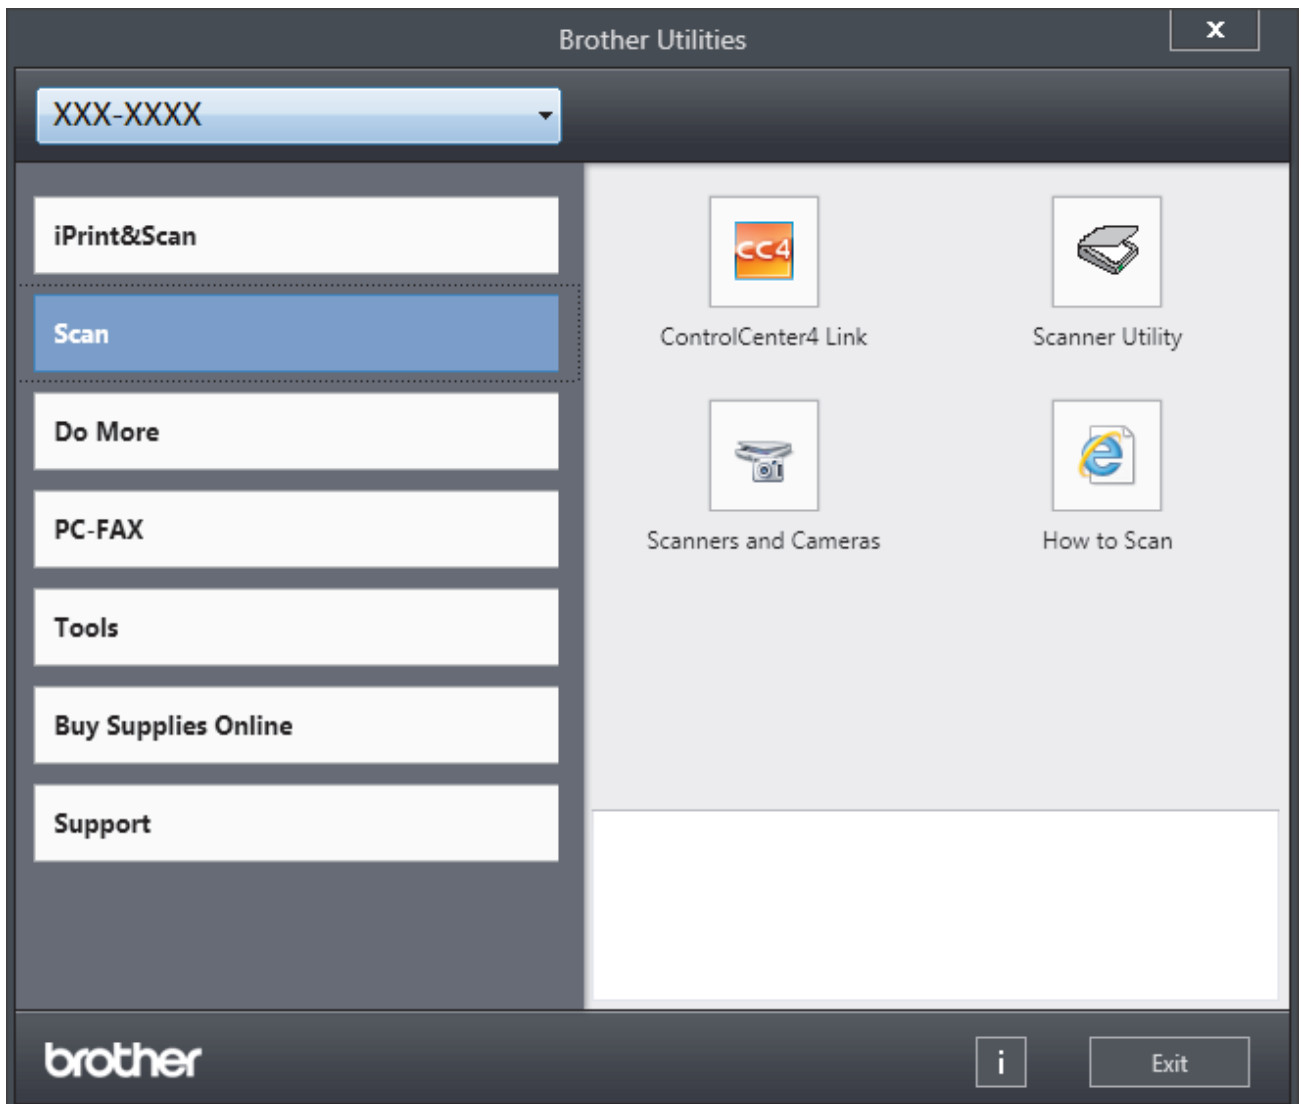 Brother Utilities
x
XXX-XXXX
iPrint&Scan
Scan
Do More
PC-FAX
Tools
Buy Supplies Online
Support
CC4
ControlCenter4 Link
Scanner Utility
Scanners and Cameras
How to Scan
brother
i
Exit